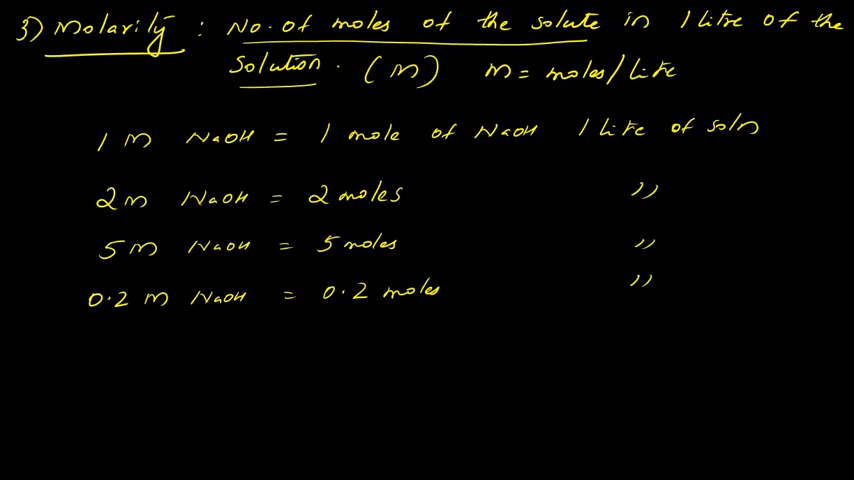 3) Molarity : No. of moles of the solute in 1 litre of the
Solution. (M) M = moles/litre
1 M NaOH = 1 mole of NaOH 1 litre of soln
2 M NaOH = 2 moles ,,
5 M NaOH = 5 moles ,,
0.2 M NaOH = 0.2 moles ,,